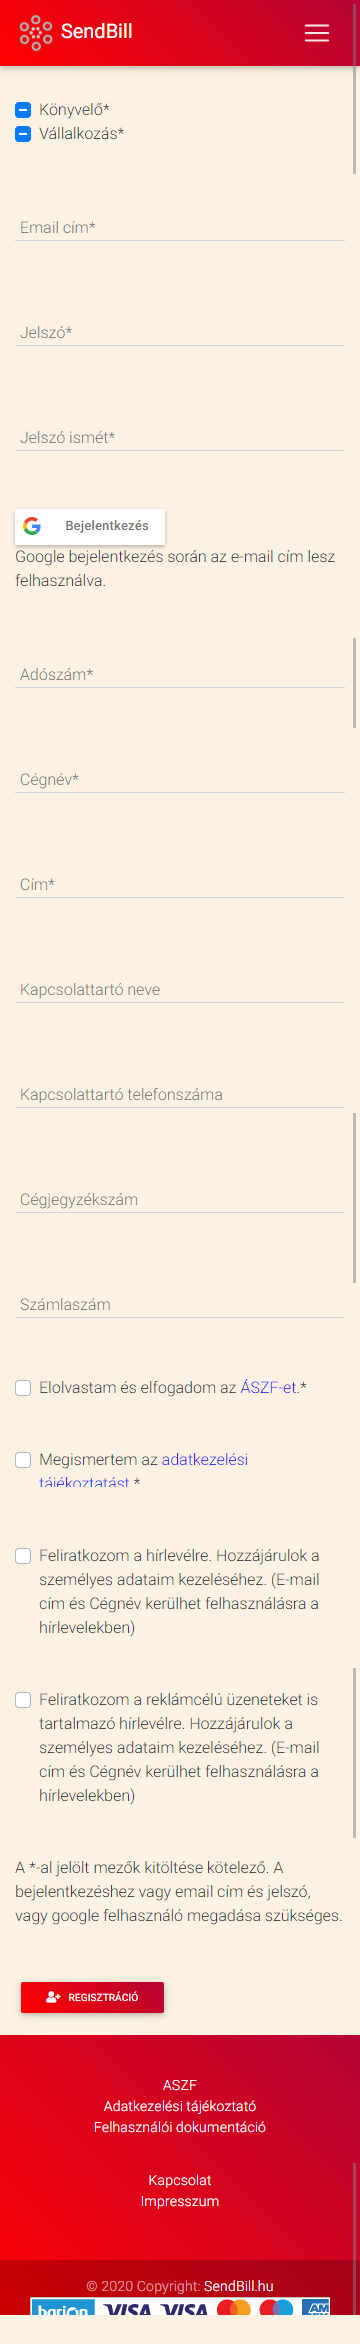 SendBill
Könyvelő*
Vállalkozás*
Email cím*
Jelszó*
Jelszó ismét*
Bejelentkezés
Google bejelentkezés során az e-mail cím lesz
felhasználva.
Adószám*
Cégnév*
Cím*
Kapcsolattartó neve
Kapcsolattartó telefonszáma
Cégjegyzékszám
Számlaszám
Elolvastam és elfogadom az ÁSZF-et.*
Megismertem az adatkezelési
tájékoztatást.*
Feliratkozom a hírlevélre. Hozzájárulok a
személyes adataim kezeléséhez. (E-mail
cím és Cégnév kerülhet felhasználásra a
hírlevelekben)
Feliratkozom a reklámcélú üzeneteket is
tartalmazó hírlevélre. Hozzájárulok a
személyes adataim kezeléséhez. (E-mail
cím és Cégnév kerülhet felhasználásra a
hírlevelekben)
A *-al jelölt mezők kitöltése kötelező. A
bejelentkezéshez vagy email cím és jelszó,
vagy google felhasználó megadása szükséges.
REGISZTRÁCIÓ
ASZF
Adatkezelési tájékoztató
Felhasználói dokumentáció
Kapcsolat
Impresszum
© 2020 Copyright: SendBill.hu
barion VISA VISA AM